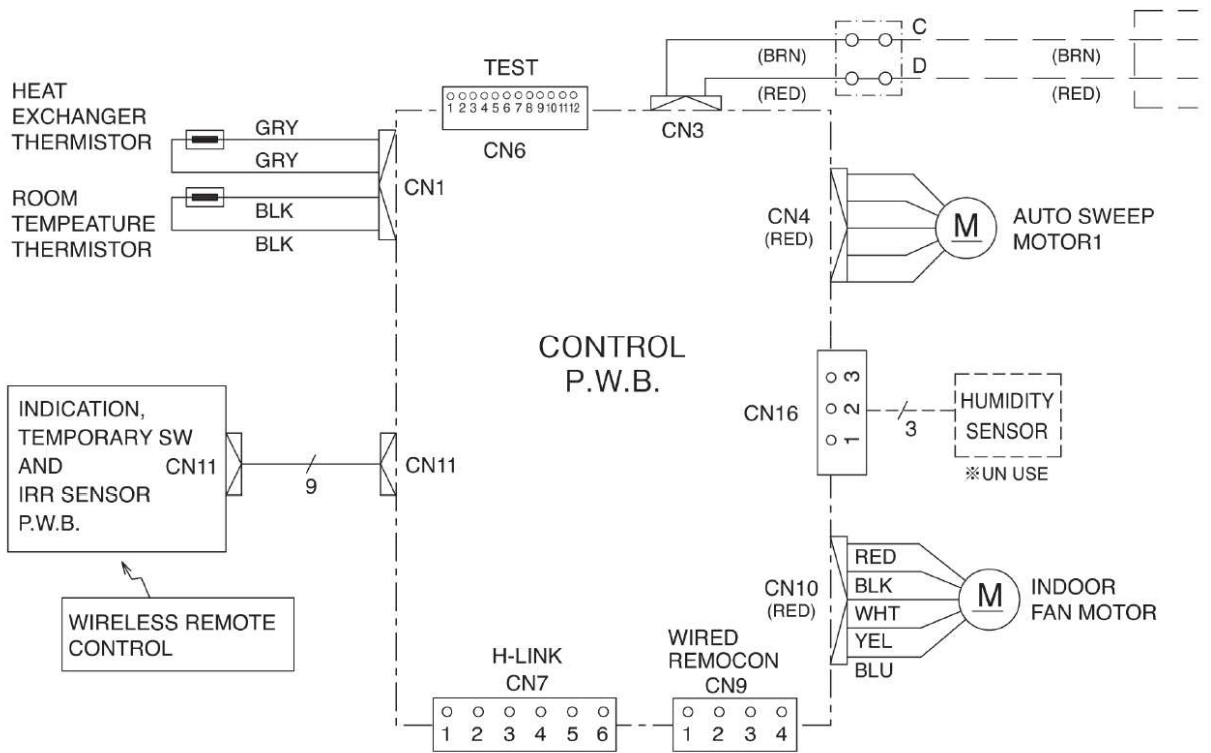 TEST
1 2 3 4 5 6 7 8 9 10 11 12
CN6
C
(BRN)
(BRN)
D
(RED)
(RED)
CN3
HEAT
EXCHANGER
THERMISTOR
GRY
GRY
CN1
ROOM
TEMPEATURE
THERMISTOR
BLK
BLK
CN4
(RED)
M
AUTO SWEEP
MOTOR1
CONTROL
P.W.B.
CN16
3
2
1
3
HUMIDITY
SENSOR
※UN USE
INDICATION,
TEMPORARY SW
AND
IRR SENSOR
P.W.B.
CN11
9
CN11
WIRELESS REMOTE
CONTROL
CN10
(RED)
RED
BLK
WHT
YEL
BLU
M
INDOOR
FAN MOTOR
H-LINK
CN7
1 2 3 4 5 6
WIRED
REMOCON
CN9
1 2 3 4